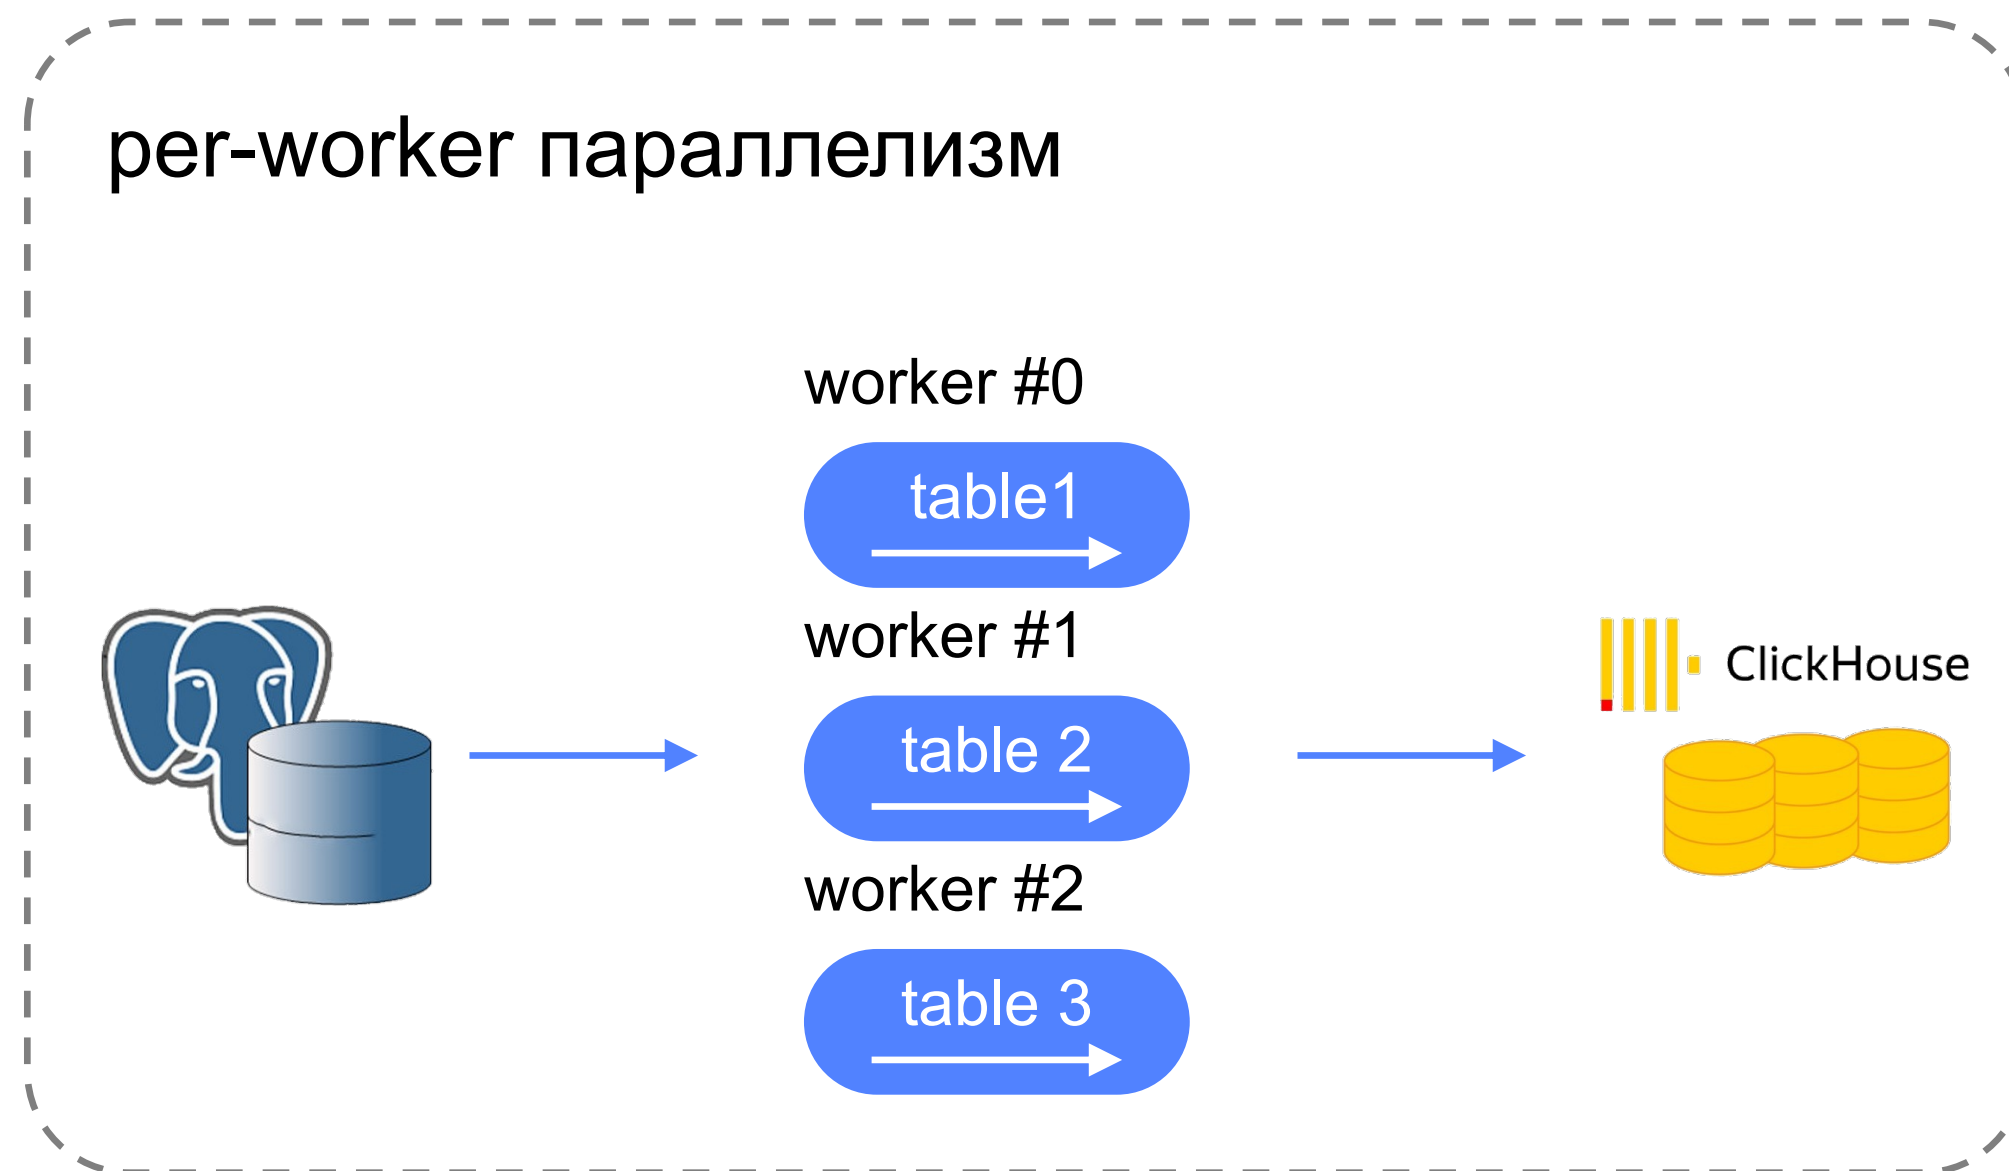 per-worker параллелизм
worker #0
table1
worker #1
table 2
worker #2
table 3
ClickHouse